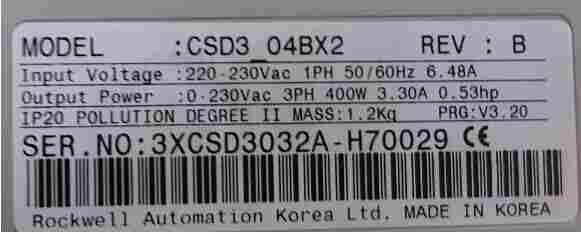 MODEL :CSD3_04BX2 REV : B
Input Voltage :220-230Vac 1PH 50/60Hz 6.48A
Output Power :0-230Vac 3PH 400W 3.30A 0.53hp
IP20 POLLUTION DEGREE II MASS:1.2Kg PRG:V3.20
SER.NO:3XCSD3032A-H70029 CE
Rockwell Automation Korea Ltd. MADE IN KOREA